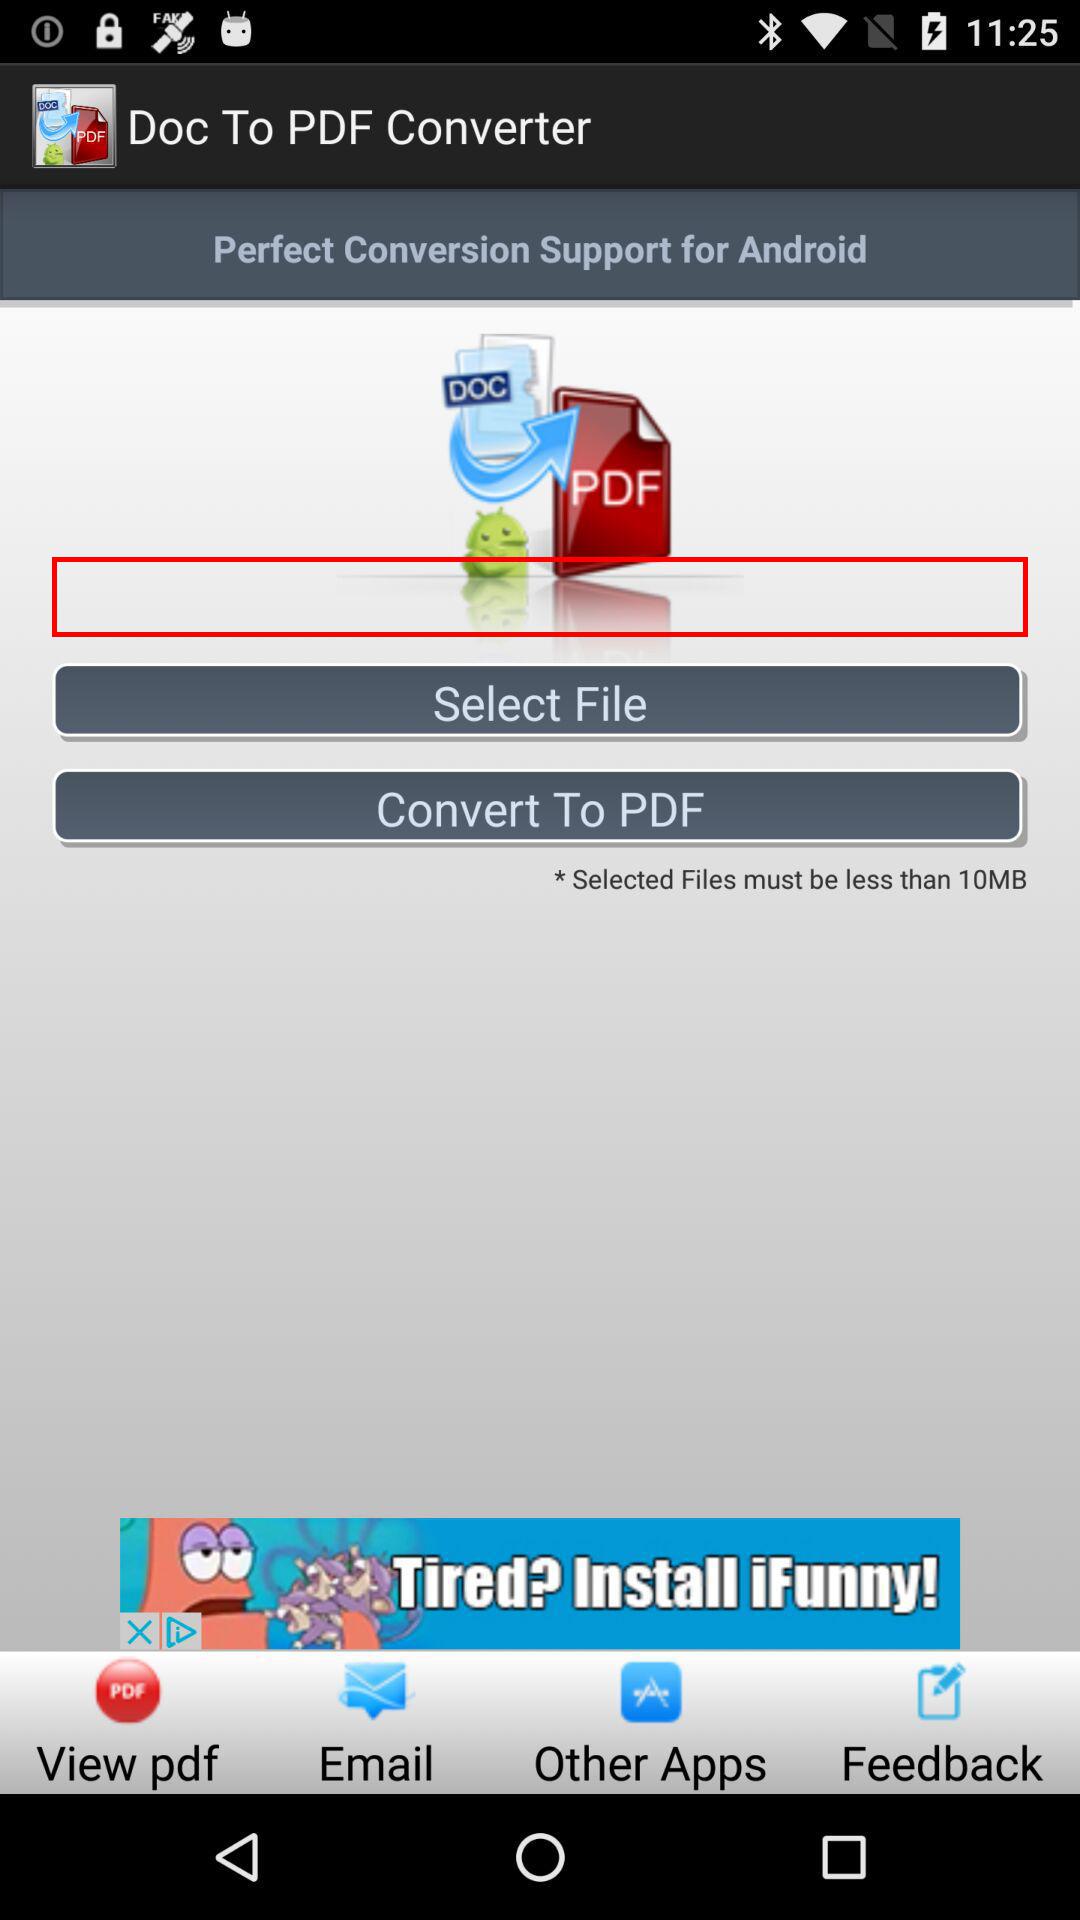 FAKE
11:25
DOC
PDF
Doc To PDF Converter
Perfect Conversion Support for Android
DOC
PDF
Select File
Convert To PDF
* Selected Files must be less than 10MB
Tired? Install iFunny!
PDF
View pdf
Email
Other Apps
Feedback